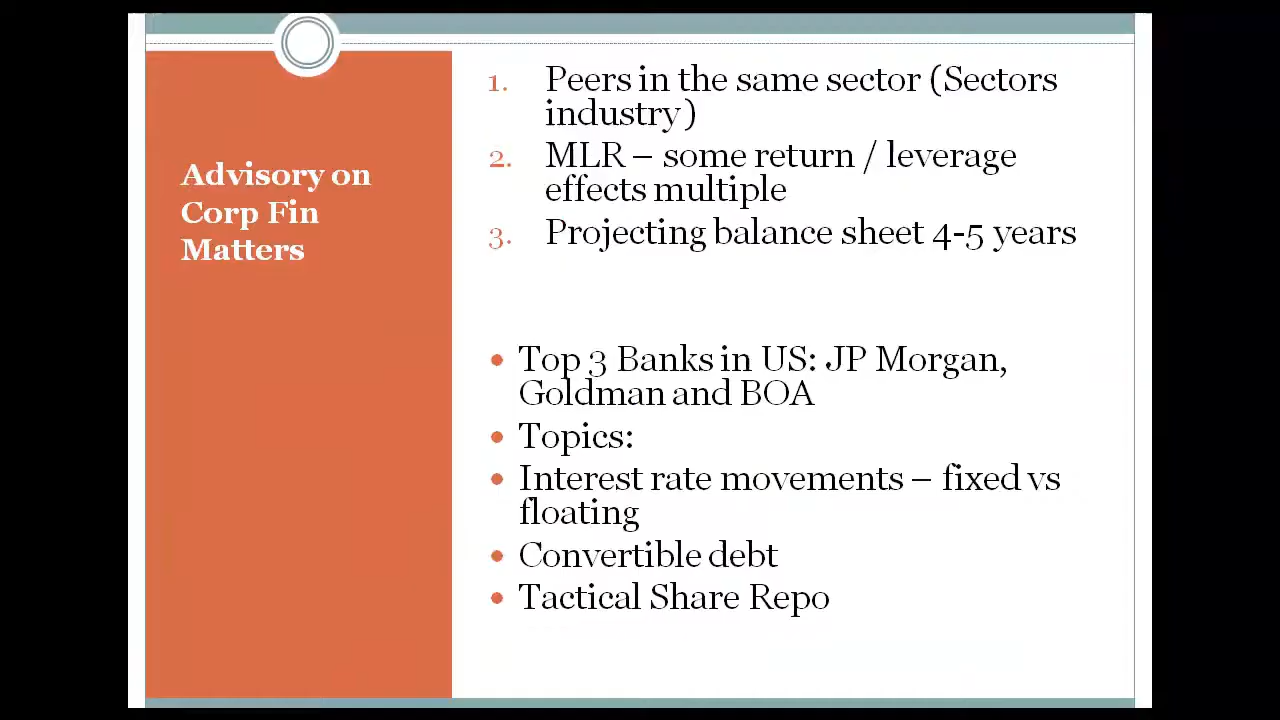 Advisory on
Corp Fin
Matters
1. Peers in the same sector (Sectors
industry)
2. MLR – some return / leverage
effects multiple
3. Projecting balance sheet 4-5 years
• Top 3 Banks in US: JP Morgan,
Goldman and BOA
• Topics:
• Interest rate movements – fixed vs
floating
• Convertible debt
• Tactical Share Repo